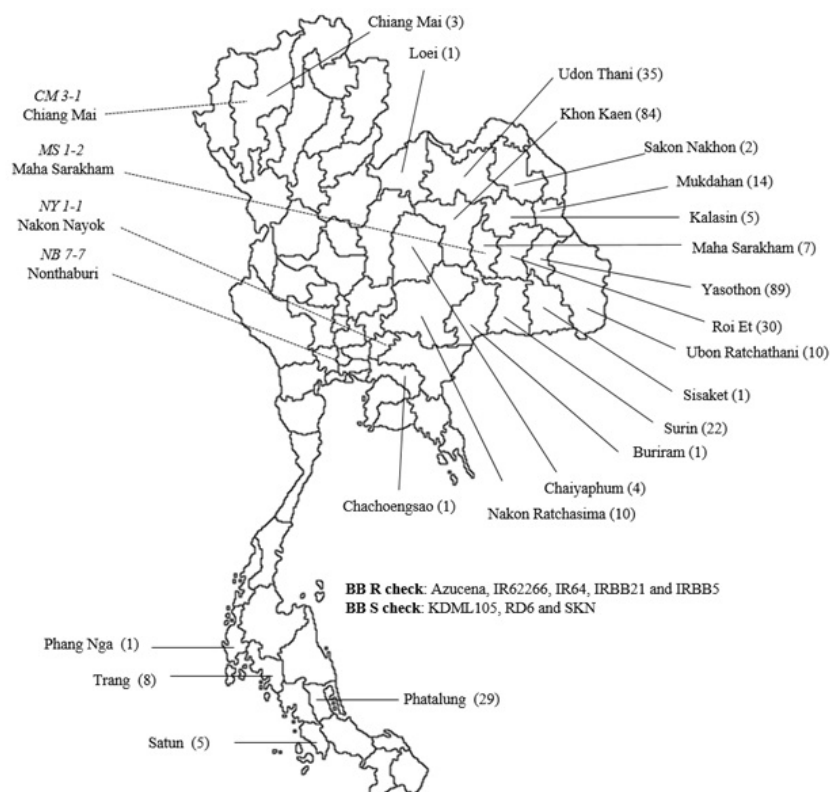 Chiang Mai (3)
Loei (1)
Udon Thani (35)
Khon Kaen (84)
Sakon Nakhon (2)
Mukdahan (14)
Kalasin (5)
Maha Sarakham (7)
Yasothon (89)
Roi Et (30)
Ubon Ratchathani (10)
Sisaket (1)
Surin (22)
Buriram (1)
Chaiyaphum (4)
Nakon Ratchasima (10)
Chachoengsao (1)
CM 3-1
Chiang Mai
MS 1-2
Maha Sarakham
NY 1-1
Nakon Nayok
NB 7-7
Nonthaburi
BB R check: Azucena, IR62266, IR64, IRBB21 and IRBB5
BB S check: KDML105, RD6 and SKN
Phang Nga (1)
Trang (8)
Phatalung (29)
Satun (5)